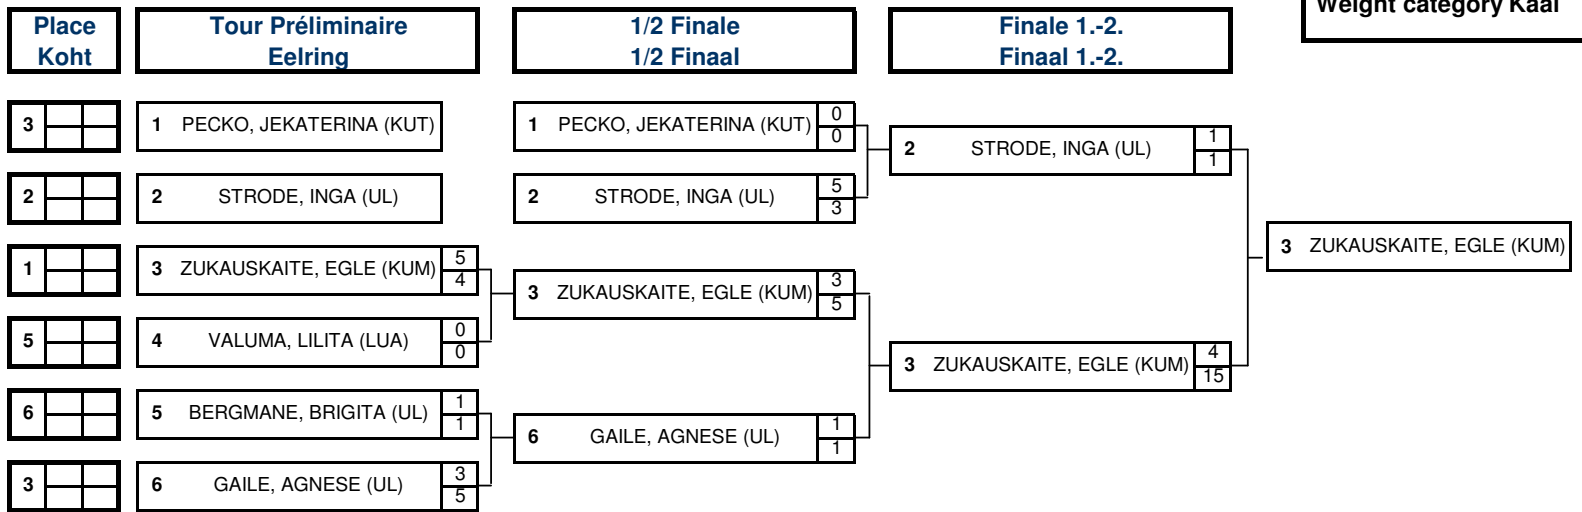 Weight category Kaal
Place
Koht
Tour Préliminaire
Eelring
1/2 Finale
1/2 Finaal
Finale 1.-2.
Finaal 1.-2.
3
1 PECKO, JEKATERINA (KUT)
1 PECKO, JEKATERINA (KUT)
0
0
2 STRODE, INGA (UL)
1
1
2
2 STRODE, INGA (UL)
2 STRODE, INGA (UL)
5
3
3 ZUKAUSKAITE, EGLE (KUM)
1
3 ZUKAUSKAITE, EGLE (KUM)
5
4
3 ZUKAUSKAITE, EGLE (KUM)
3
5
5
4 VALUMA, LILITA (LUA)
0
0
3 ZUKAUSKAITE, EGLE (KUM)
4
15
6
5 BERGMANE, BRIGITA (UL)
1
1
6 GAILE, AGNESE (UL)
1
1
3
6 GAILE, AGNESE (UL)
3
5